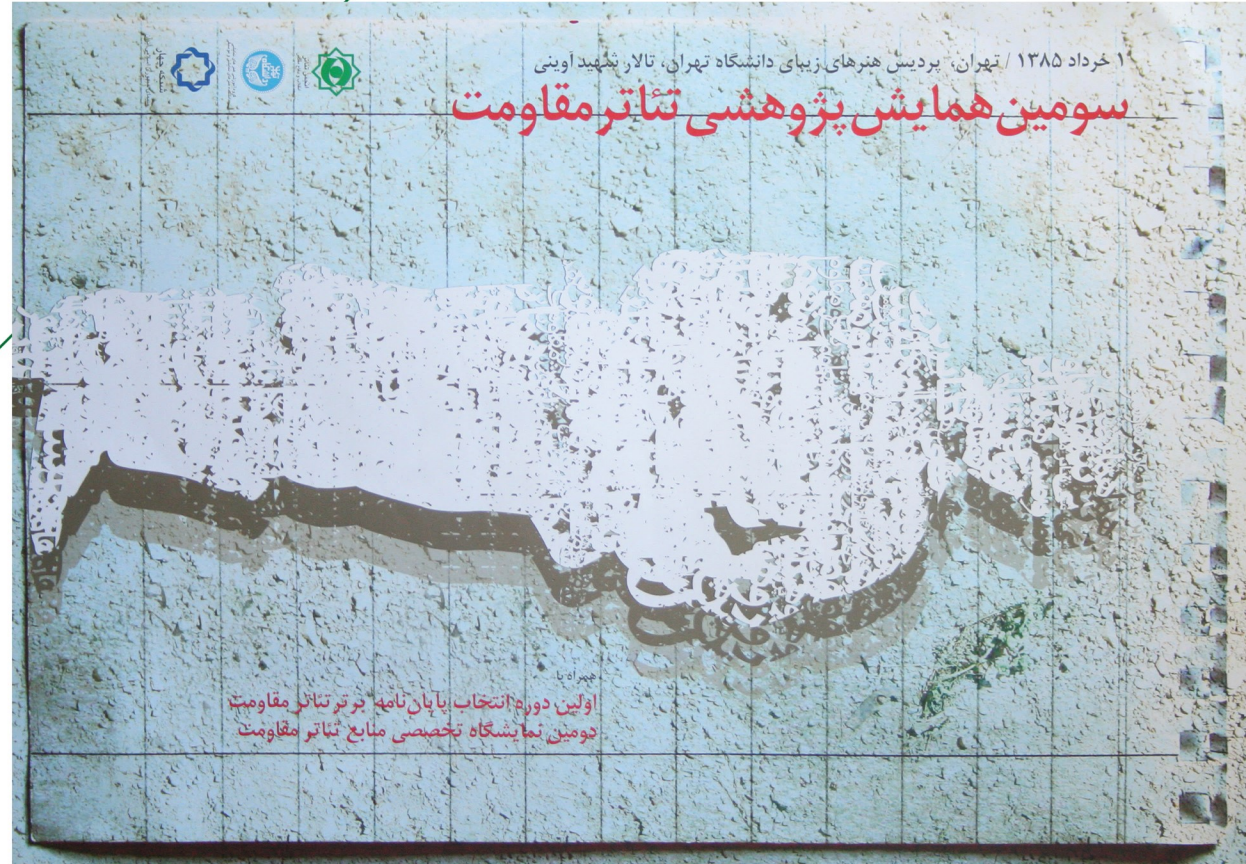 ۱ خرداد ۱۳۸۵ / تهران، پردیس هنرهای زیبای دانشگاه تهران، تالار شهید آوینی
سومین همایش پژوهشی تئاتر مقاومت
همراه با
اولین دوره انتخاب پایان‌نامه برتر تئاتر مقاومت
دومین نمایشگاه تخصصی منابع تئاتر مقاومت